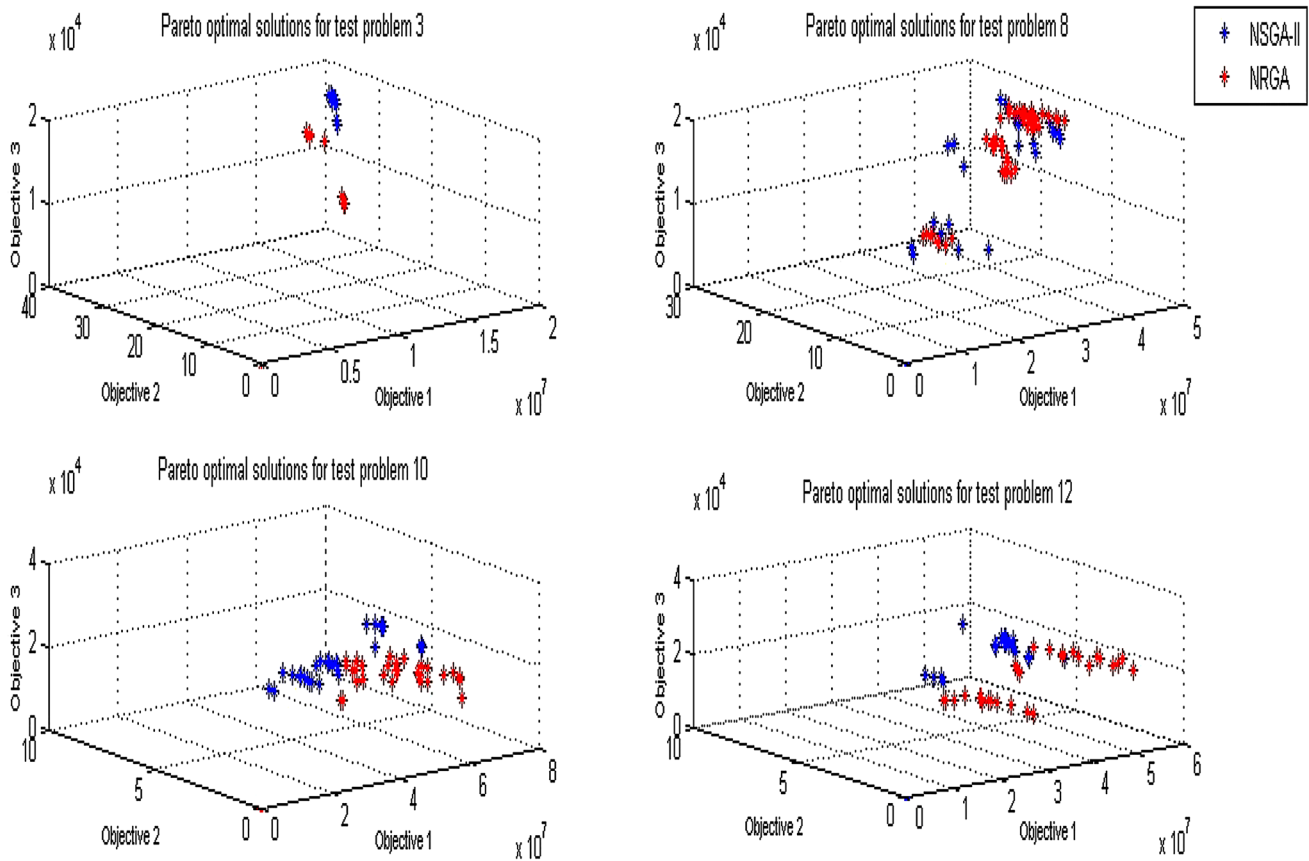 Pareto optimal solutions for test problem 3
x 10^4
Objective 3
2
1
0
40
30
20
10
0
Objective 2
0
0.5
1
1.5
2
Objective 1
x 10^7
Pareto optimal solutions for test problem 8
x 10^4
Objective 3
2
1
0
30
20
10
0
Objective 2
0
1
2
3
4
5
Objective 1
x 10^7
NSGA-II
NRGA
Pareto optimal solutions for test problem 10
x 10^4
Objective 3
4
2
0
10
5
0
Objective 2
0
2
4
6
8
Objective 1
x 10^7
Pareto optimal solutions for test problem 12
x 10^4
Objective 3
4
2
0
10
5
0
Objective 2
0
1
2
3
4
5
6
Objective 1
x 10^7